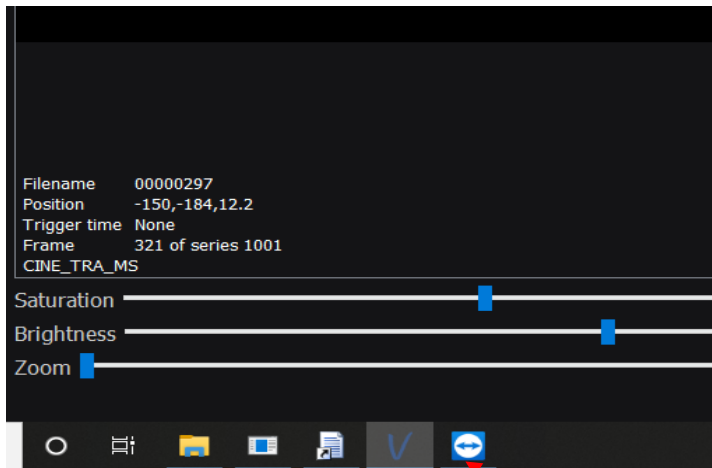 Filename 00000297
Position -150,-184,12.2
Trigger time None
Frame 321 of series 1001
CINE_TRA_MS
Saturation
Brightness
Zoom